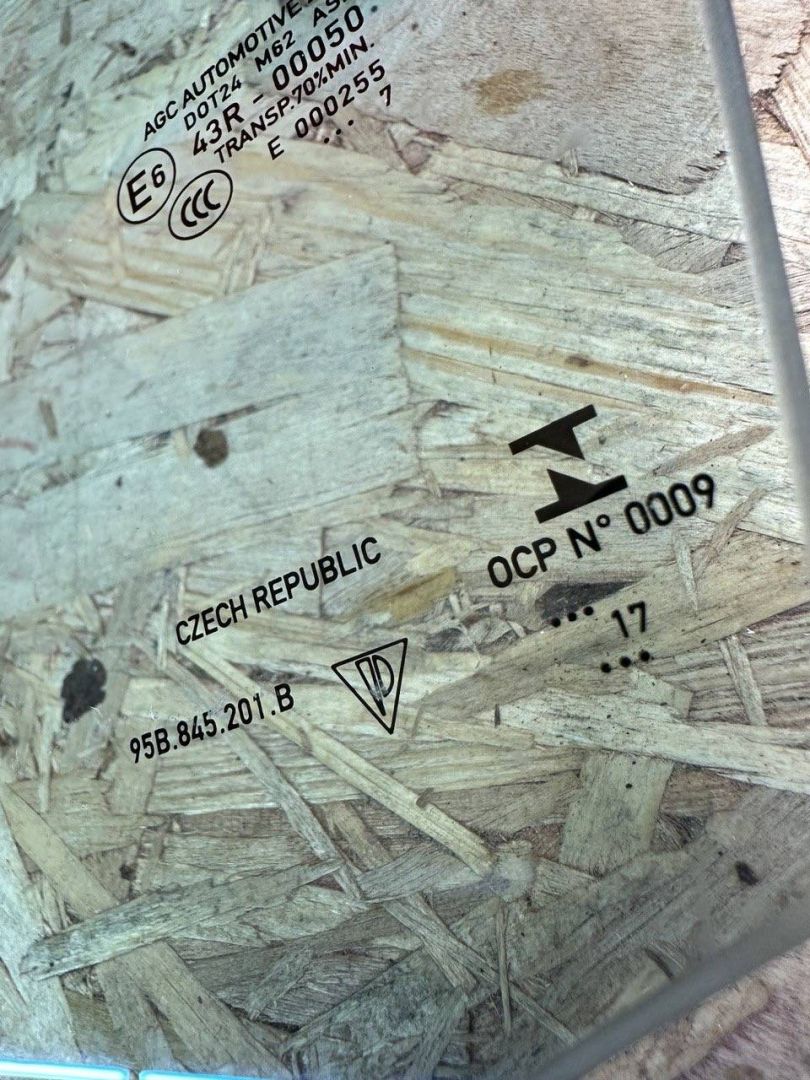 AGC AUTOMOTIVE
DOT24 M62
43R - 00050
TRANSP.70%MIN.
E 000255
... 7
E6
CCC
OCP N° 0009
... 17
...
CZECH REPUBLIC
95B.845.201.B